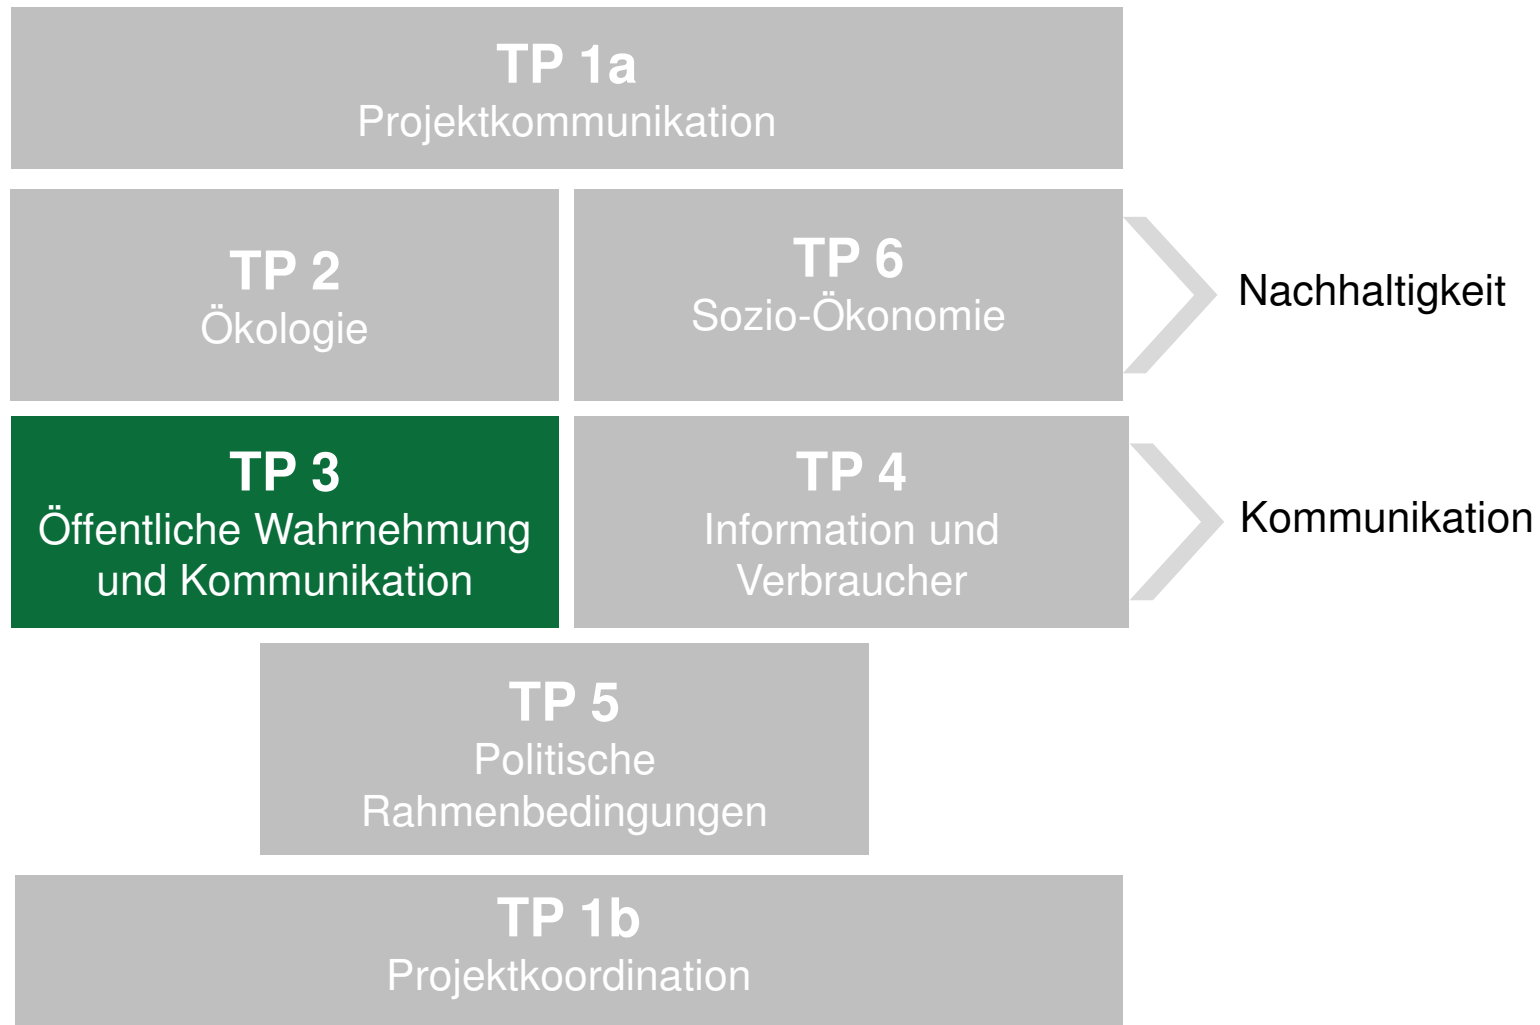 TP 1a
Projektkommunikation
TP 2
Ökologie
TP 6
Sozio-Ökonomie
Nachhaltigkeit
TP 3
Öffentliche Wahrnehmung
und Kommunikation
TP 4
Information und
Verbraucher
Kommunikation
TP 5
Politische
Rahmenbedingungen
TP 1b
Projektkoordination